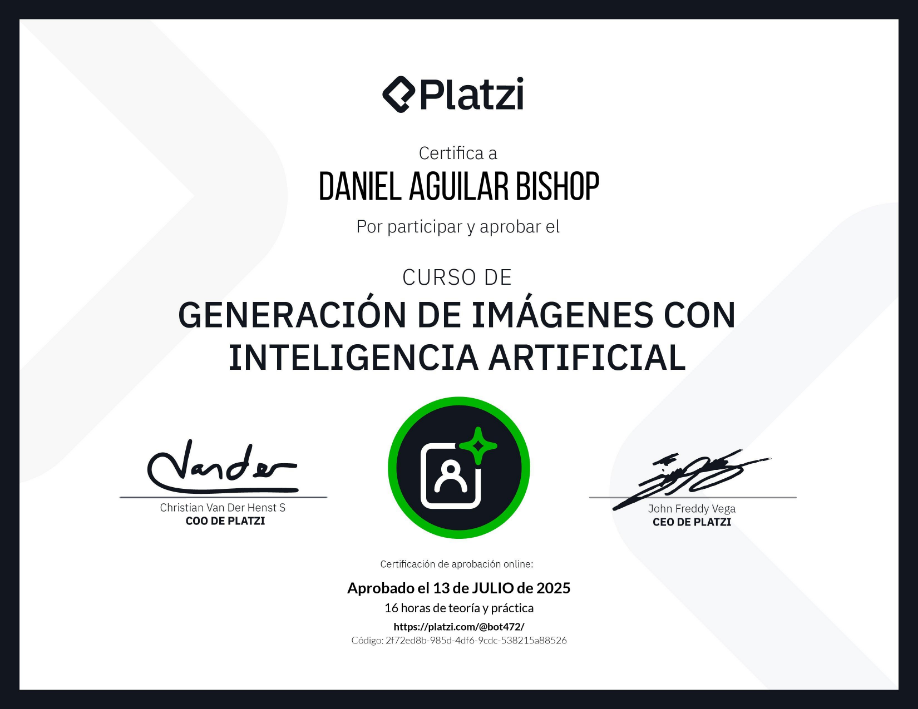 Platzi
Certifica a
DANIEL AGUILAR BISHOP
Por participar y aprobar el
CURSO DE
GENERACIÓN DE IMÁGENES CON
INTELIGENCIA ARTIFICIAL
Vander
Christian Van Der Henst S
COO DE PLATZI
John Freddy Vega
CEO DE PLATZI
Certificación de aprobación online:
Aprobado el 13 de JULIO de 2025
16 horas de teoría y práctica
https://platzi.com/@bot472/
Código: 2f72ed8b-985d-4df6-9cdc-538215a88526